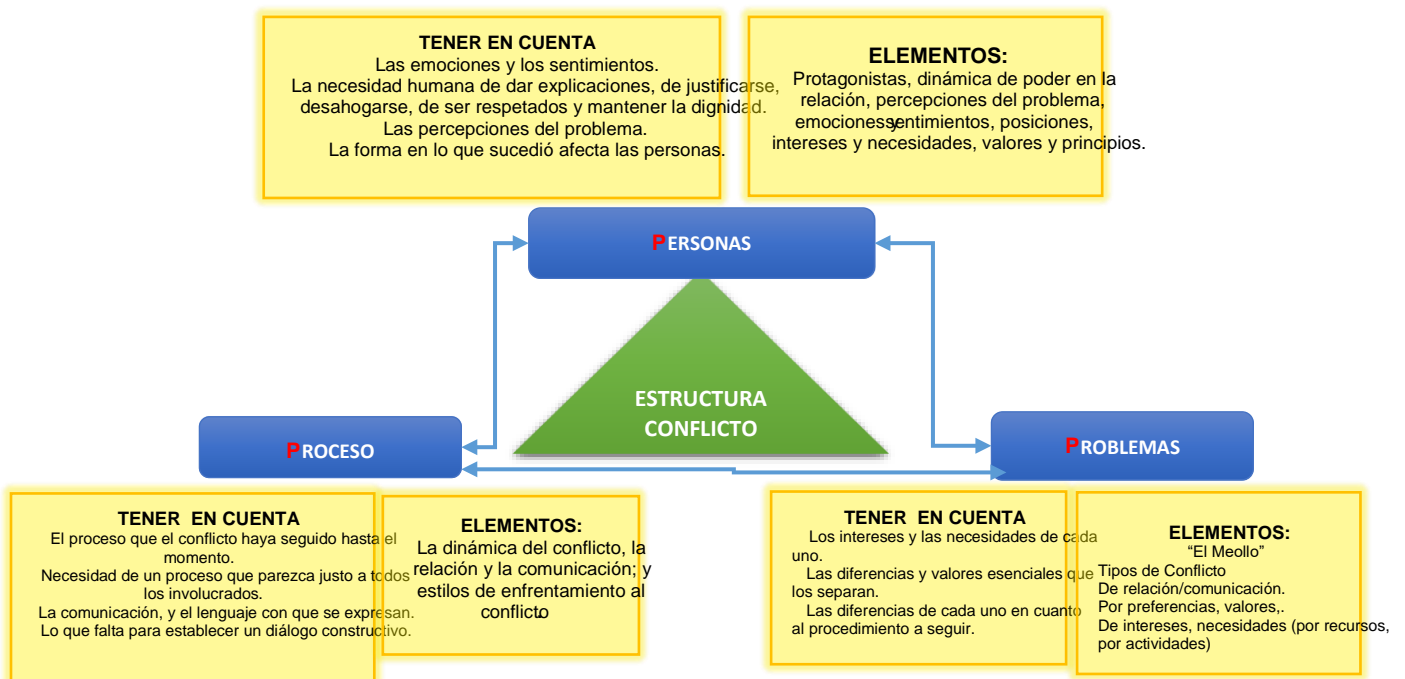 TENER EN CUENTA
Las emociones y los sentimientos.
La necesidad humana de dar explicaciones, de justificarse,
desahogarse, de ser respetados y mantener la dignidad.
Las percepciones del problema.
La forma en lo que sucedió afecta las personas.
ELEMENTOS:
Protagonistas, dinámica de poder en la
relación, percepciones del problema,
emociones y sentimientos, posiciones,
intereses y necesidades, valores y principios.
PERSONAS
ESTRUCTURA
CONFLICTO
PROCESO
PROBLEMAS
TENER EN CUENTA
El proceso que el conflicto haya seguido hasta el
momento.
Necesidad de un proceso que parezca justo a todos
los involucrados.
La comunicación, y el lenguaje con que se expresan.
Lo que falta para establecer un diálogo constructivo.
ELEMENTOS:
La dinámica del conflicto, la
relación y la comunicación; y
estilos de enfrentamiento al
conflicto.
TENER EN CUENTA
Los intereses y las necesidades de cada
uno.
Las diferencias y valores esenciales que
los separan.
Las diferencias de cada uno en cuanto
al procedimiento a seguir.
ELEMENTOS:
“El Meollo”
Tipos de Conflicto
De relación/comunicación.
Por preferencias, valores,.
De intereses, necesidades (por recursos,
por actividades)